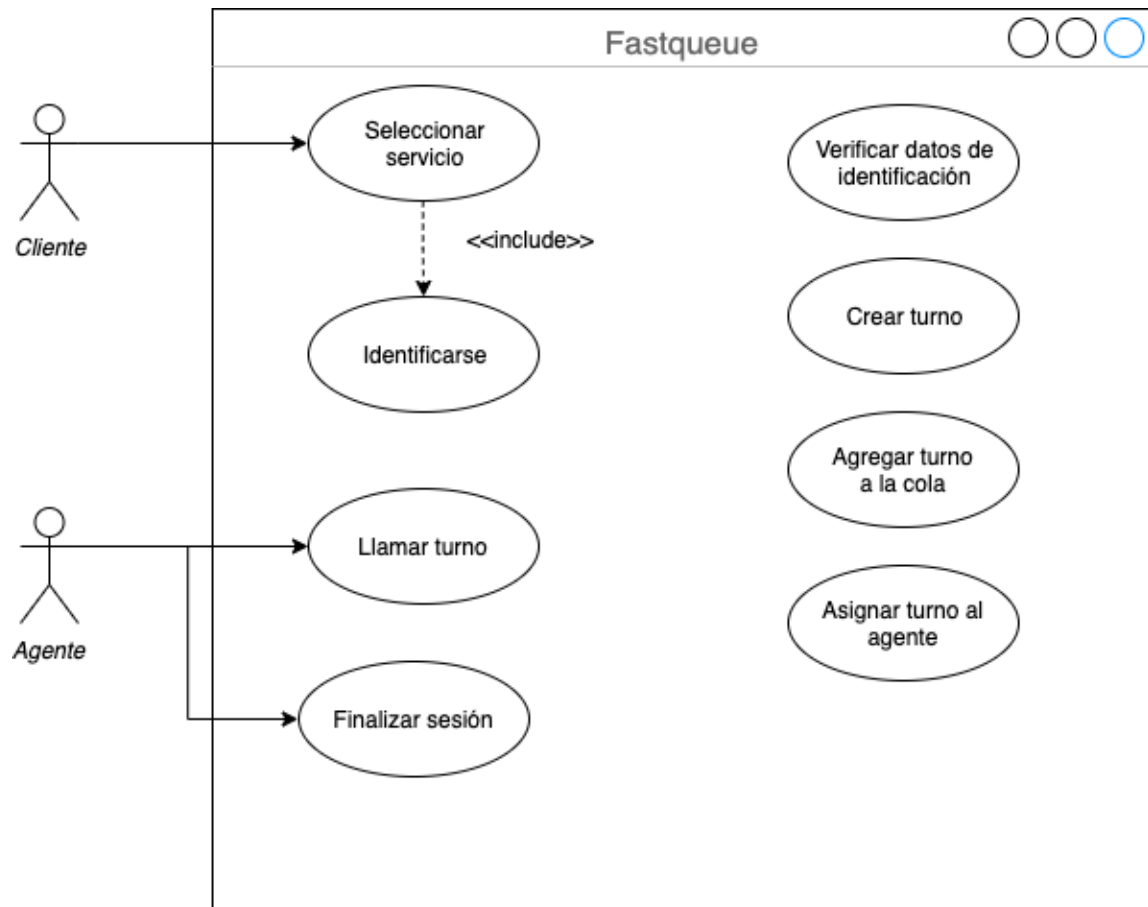 Fastqueue
Seleccionar
servicio
Verificar datos de
identificación
Cliente
<<include>>
Identificarse
Crear turno
Agregar turno
a la cola
Llamar turno
Agente
Asignar turno al
agente
Finalizar sesión